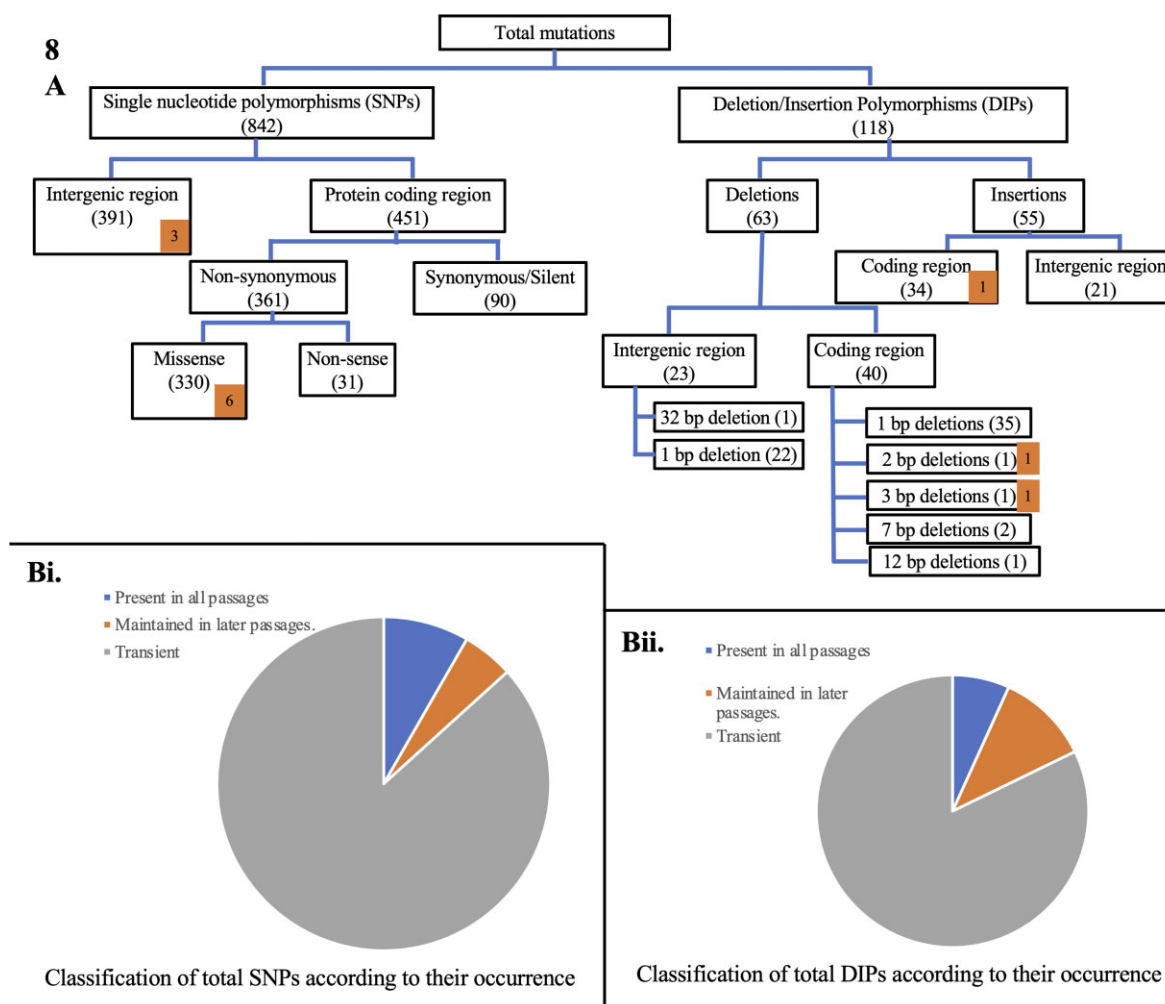 8
A
Total mutations
Single nucleotide polymorphisms (SNPs)
(842)
Deletion/Insertion Polymorphisms (DIPs)
(118)
Intergenic region
(391)
3
Protein coding region
(451)
Deletions
(63)
Insertions
(55)
Non-synonymous
(361)
Synonymous/Silent
(90)
Coding region
(34)
1
Intergenic region
(21)
Missense
(330)
6
Non-sense
(31)
Intergenic region
(23)
Coding region
(40)
32 bp deletion (1)
1 bp deletion (22)
1 bp deletions (35)
2 bp deletions (1)
1
3 bp deletions (1)
1
7 bp deletions (2)
12 bp deletions (1)
Bi.
Present in all passages
Maintained in later passages.
Transient
Classification of total SNPs according to their occurrence
Bii.
Present in all passages
Maintained in later
passages.
Transient
Classification of total DIPs according to their occurrence